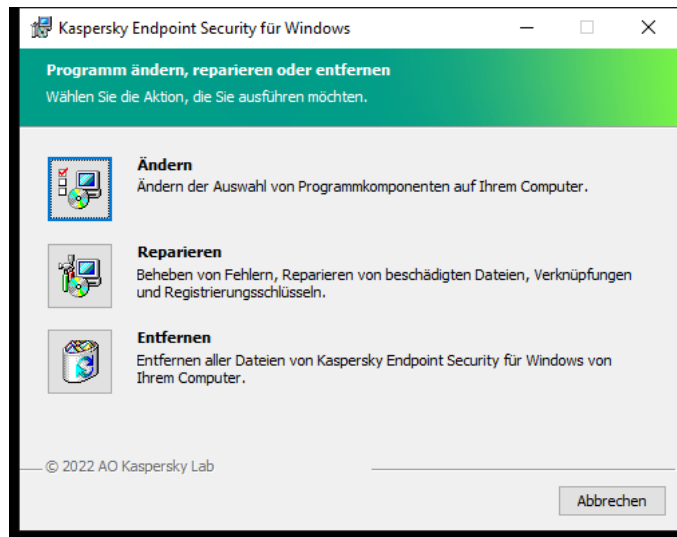 Kaspersky Endpoint Security für Windows
Programm ändern, reparieren oder entfernen
Wählen Sie die Aktion, die Sie ausführen möchten.
Ändern
Ändern der Auswahl von Programmkomponenten auf Ihrem Computer.
Reparieren
Beheben von Fehlern, Reparieren von beschädigten Dateien, Verknüpfungen
und Registrierungsschlüsseln.
Entfernen
Entfernen aller Dateien von Kaspersky Endpoint Security für Windows von
Ihrem Computer.
© 2022 AO Kaspersky Lab
Abbrechen